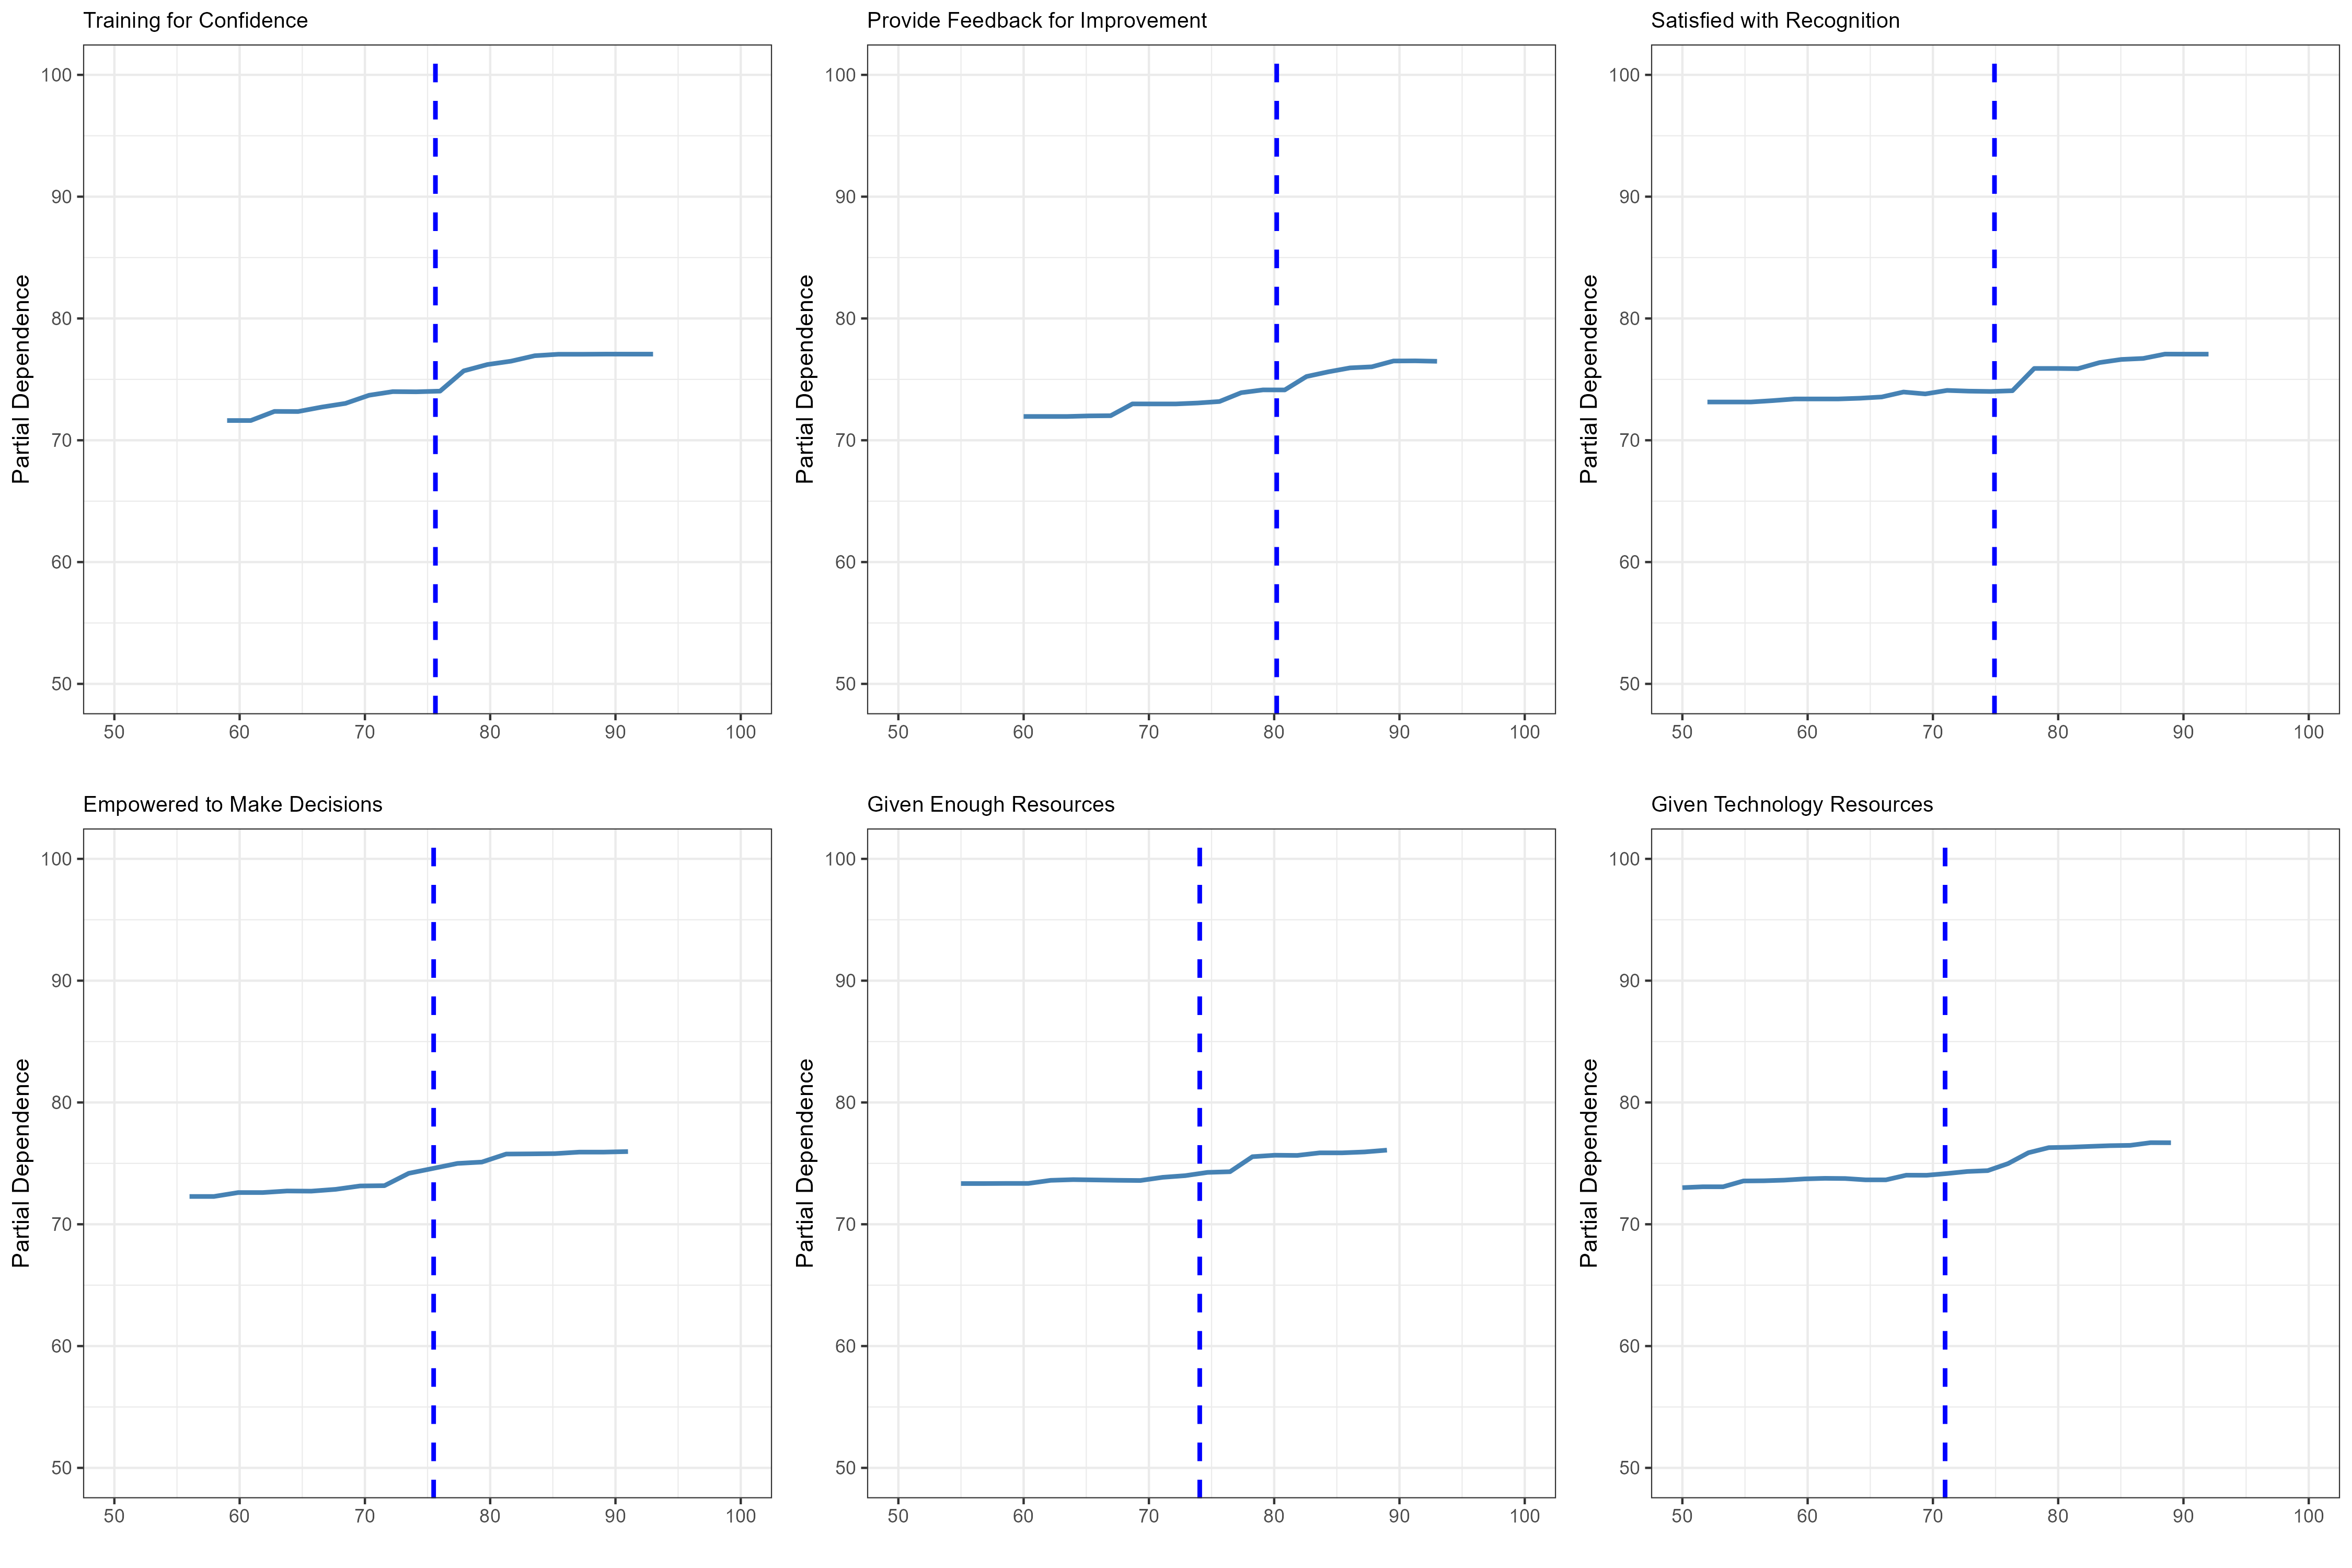 Training for Confidence
Provide Feedback for Improvement
Satisfied with Recognition
Partial Dependence
100
90
80
70
60
50
50 60 70 80 90 100
Partial Dependence
100
90
80
70
60
50
50 60 70 80 90 100
Partial Dependence
100
90
80
70
60
50
50 60 70 80 90 100
Empowered to Make Decisions
Given Enough Resources
Given Technology Resources
Partial Dependence
100
90
80
70
60
50
50 60 70 80 90 100
Partial Dependence
100
90
80
70
60
50
50 60 70 80 90 100
Partial Dependence
100
90
80
70
60
50
50 60 70 80 90 100